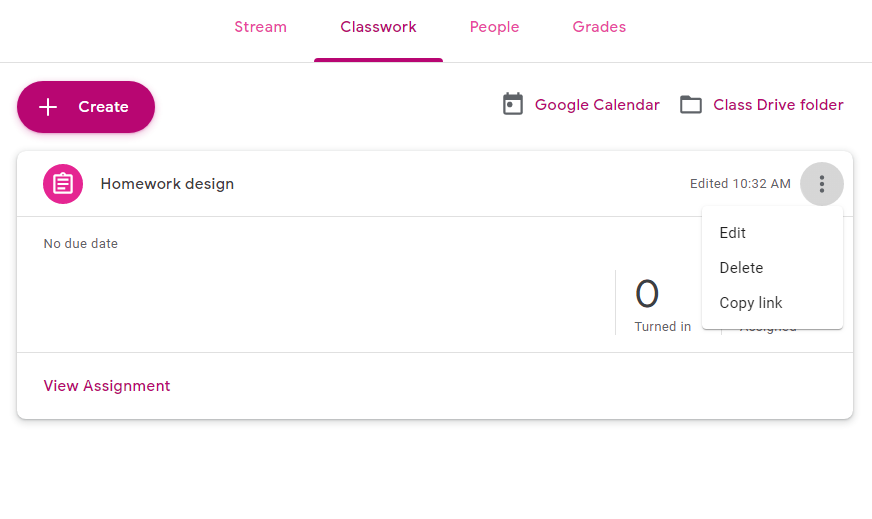 Stream Classwork People Grades
Create Google Calendar Class Drive folder
Homework design Edited 10:32 AM
Edit
No due date
Delete
0
Copy link
Turned in Assigned
View Assignment